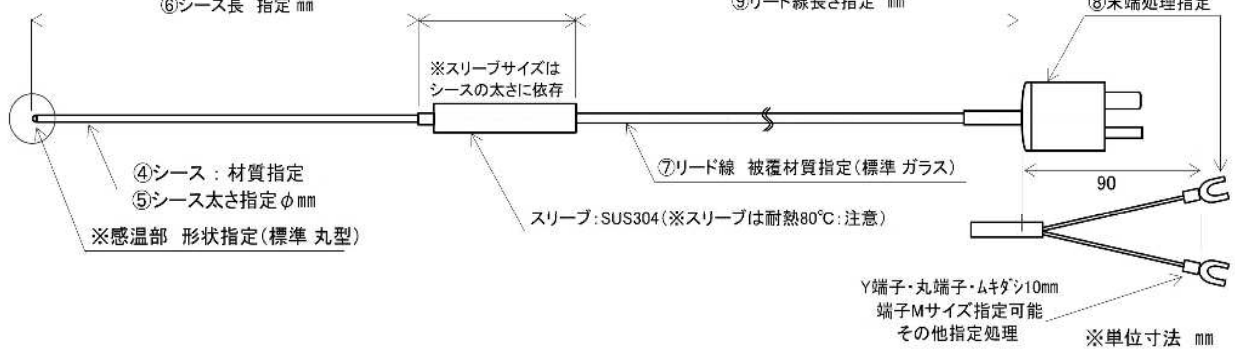 ⑥シース長 指定 mm
⑨リード線長さ指定 mm
⑧末端処理指定
※スリーブサイズは
シースの太さに依存
④シース : 材質指定
⑤シース太さ指定φmm
※感温部 形状指定(標準 丸型)
⑦リード線 被覆材質指定(標準 ガラス)
スリーブ:SUS304(※スリーブは耐熱80℃:注意)
90
Y端子・丸端子・ムキダシ10mm
端子Mサイズ指定可能
その他指定処理
※単位寸法 mm